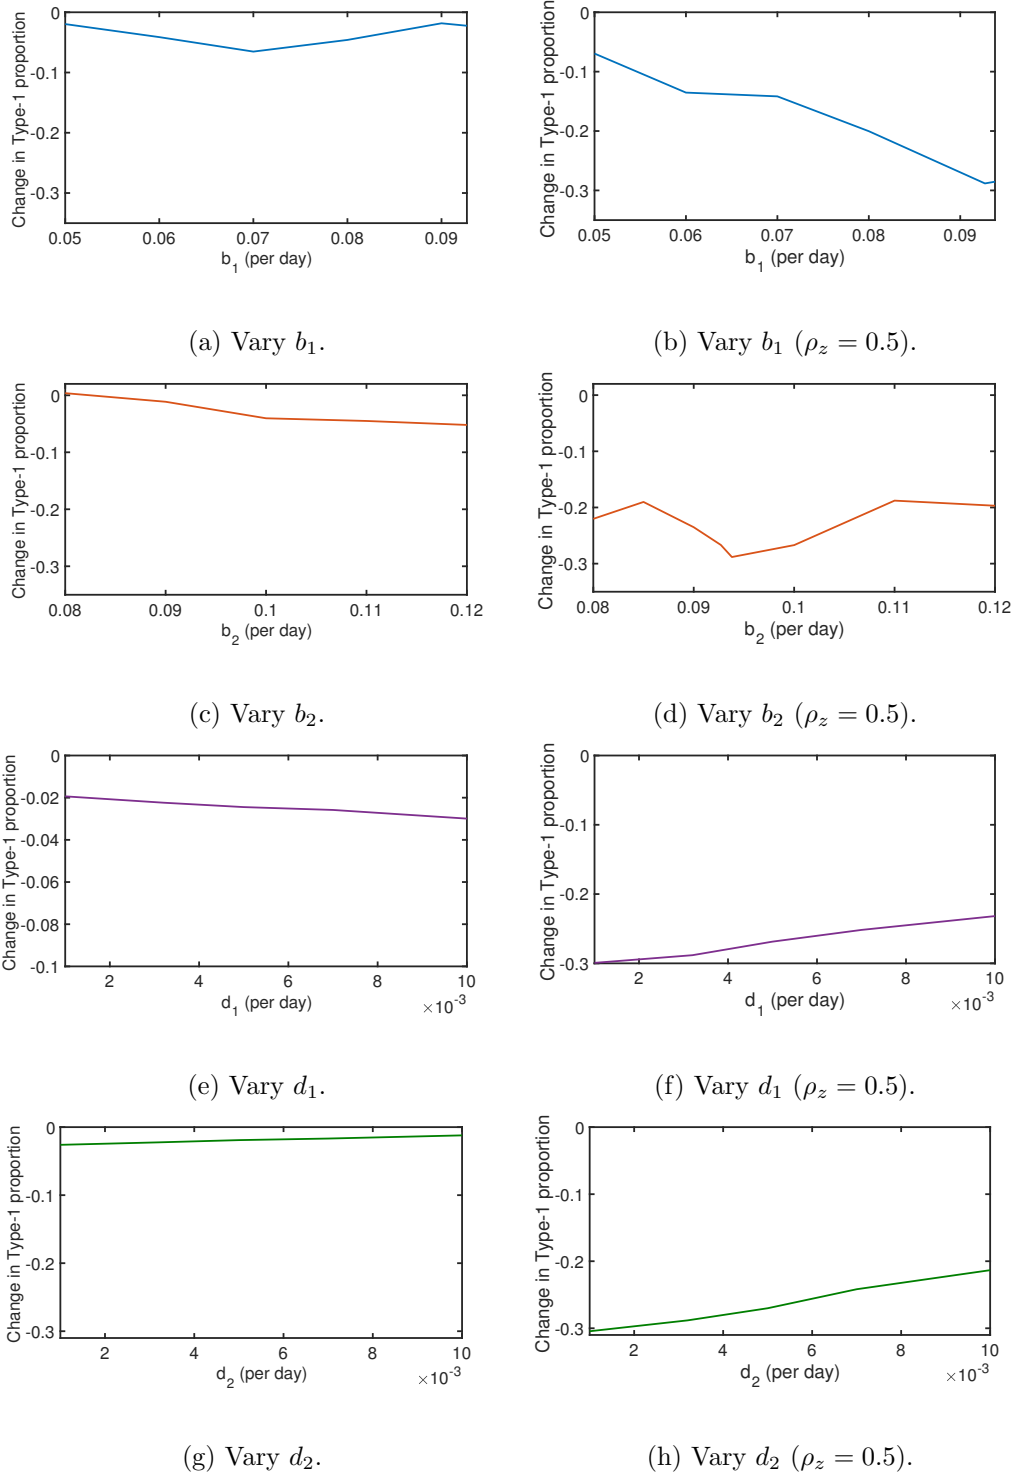 0
-0.1
-0.2
-0.3
0.05 0.06 0.07 0.08 0.09
b1 (per day)
Change in Type-1 proportion
0
-0.1
-0.2
-0.3
0.05 0.06 0.07 0.08 0.09
b1 (per day)
Change in Type-1 proportion
(a) Vary b1.
(b) Vary b1 (ρz = 0.5).
0
-0.1
-0.2
-0.3
0.08 0.09 0.1 0.11 0.12
b2 (per day)
Change in Type-1 proportion
0
-0.1
-0.2
-0.3
0.08 0.09 0.1 0.11 0.12
b2 (per day)
Change in Type-1 proportion
(c) Vary b2.
(d) Vary b2 (ρz = 0.5).
0
-0.02
-0.04
-0.06
-0.08
-0.1
2 4 6 8 10
d1 (per day)
×10-3
Change in Type-1 proportion
0
-0.1
-0.2
-0.3
2 4 6 8 10
d1 (per day)
×10-3
Change in Type-1 proportion
(e) Vary d1.
(f) Vary d1 (ρz = 0.5).
0
-0.1
-0.2
-0.3
2 4 6 8 10
d2 (per day)
×10-3
Change in Type-1 proportion
0
-0.1
-0.2
-0.3
2 4 6 8 10
d2 (per day)
×10-3
Change in Type-1 proportion
(g) Vary d2.
(h) Vary d2 (ρz = 0.5).